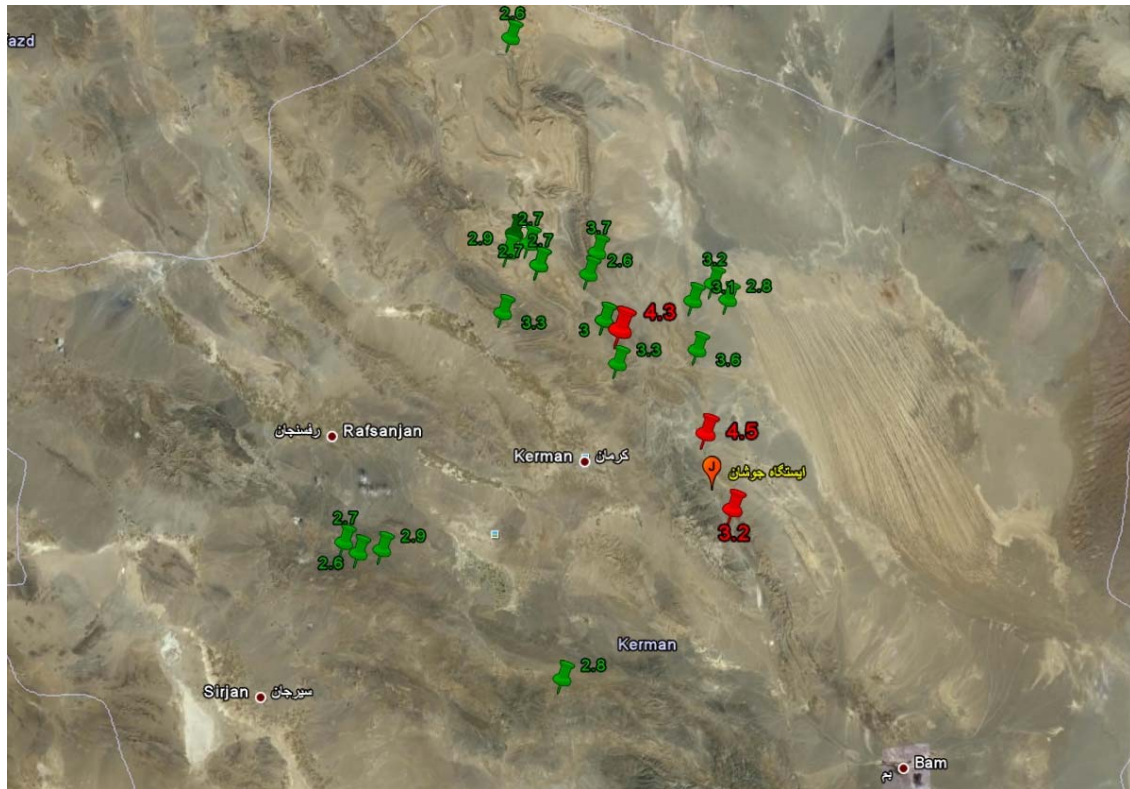 2.6
azd
2.7
2.9
2.7
2.7
3.7
2.6
3.2
3.1
2.8
3.3
3
4.3
3.3
3.6
رفسنجان Rafsanjan
4.5
Kerman کرمان
ایستگاه جوشان
J
3.2
2.7
2.6
2.9
Kerman
2.8
Sirjan سیرجان
Bam
بم